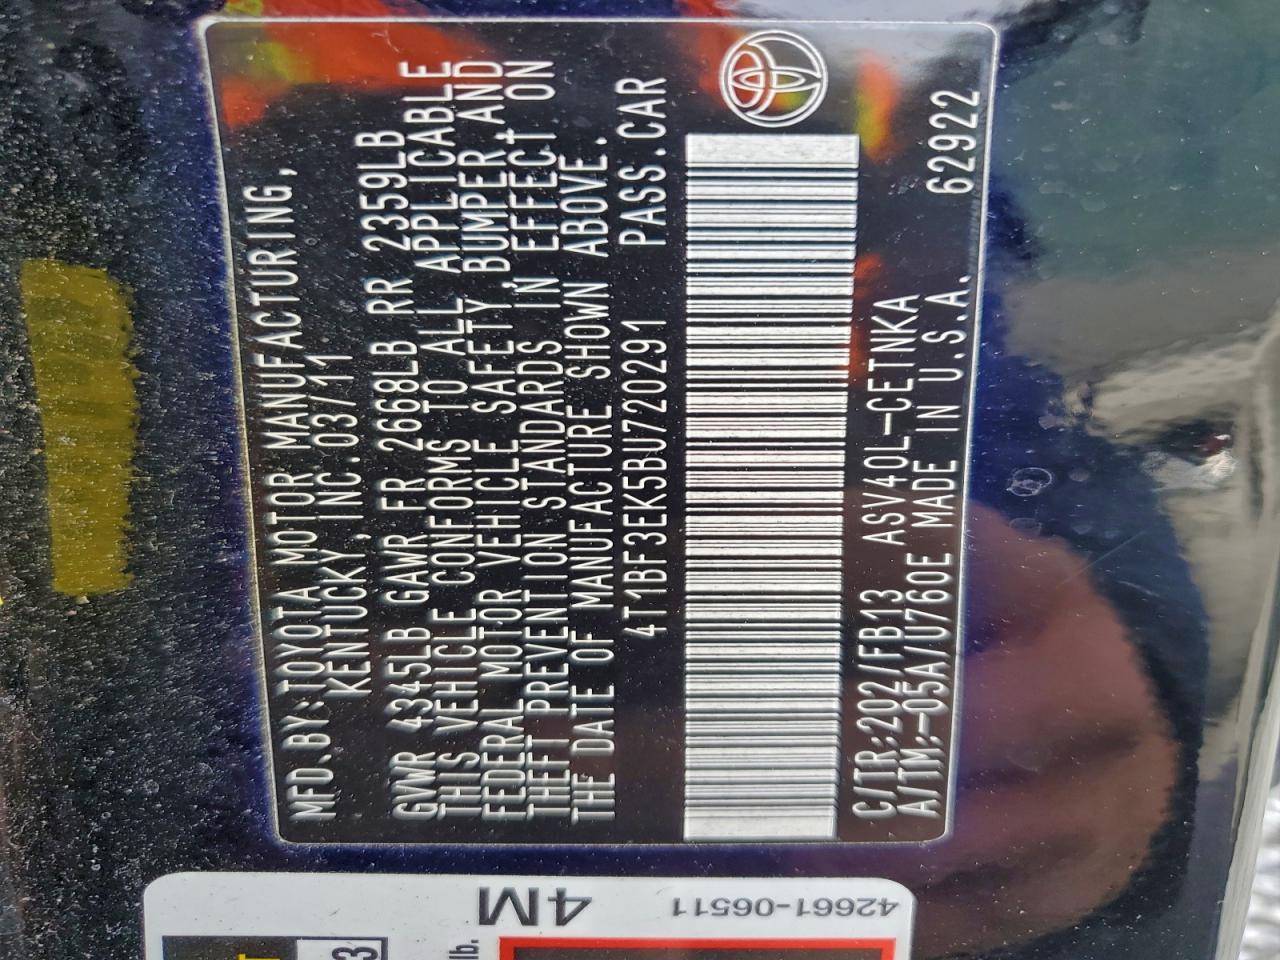 MFD.BY:TOYOTA MOTOR MANUFACTURING,
KENTUCKY,INC.03/11
GVWR 4345LB GAWR FR 2668LB RR 2359LB
THIS VEHICLE CONFORMS TO ALL APPLICABLE
FEDERAL MOTOR VEHICLE SAFETY,BUMPER,AND
THEFT PREVENTION STANDARDS IN EFFECT ON
THE DATE OF MANUFACTURE SHOWN ABOVE.
4T1BF3EK5BU720291 PASS.CAR
C/TR:202/FB13 ASV40L-CETNKA
A/TM:-05A/U760E MADE IN U.S.A. 62922
4M
42661-06511
lb.
3